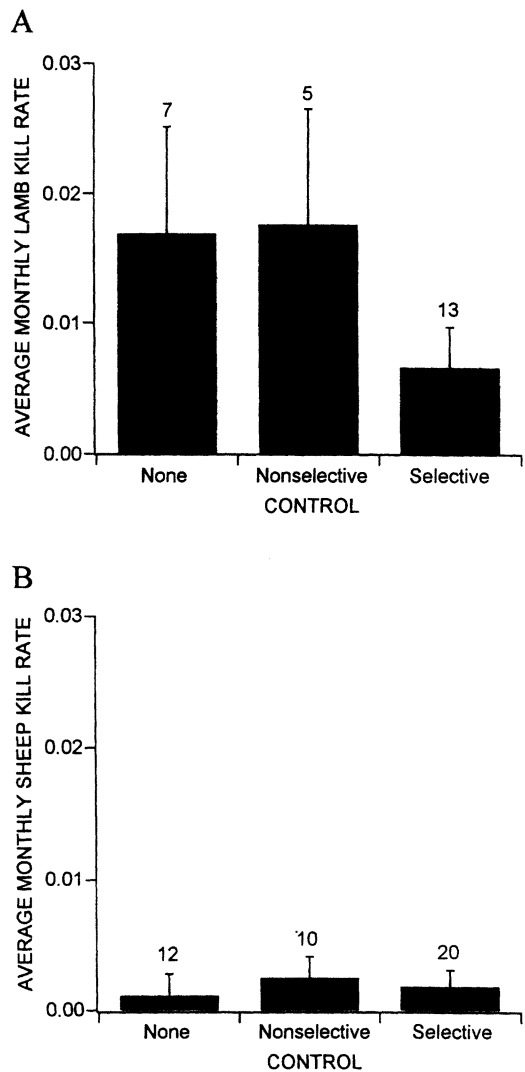 A
AVERAGE MONTHLY LAMB KILL RATE
0.03
0.02
0.01
0.00
7
5
13
None
Nonselective
Selective
CONTROL
B
AVERAGE MONTHLY SHEEP KILL RATE
0.03
0.02
0.01
0.00
12
10
20
None
Nonselective
Selective
CONTROL